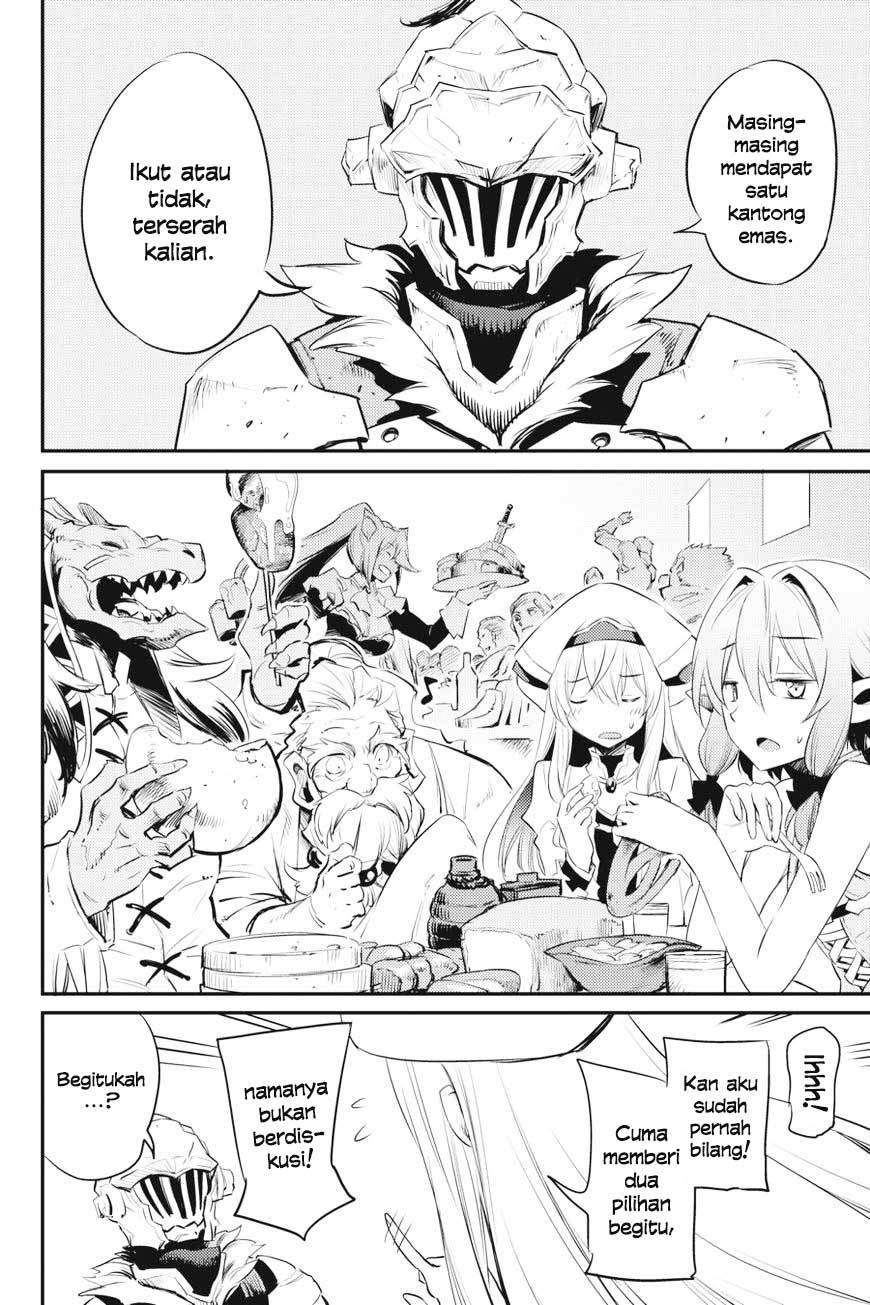 Masing-
masing
mendapat
satu
kantong
emas.
Ikut atau
tidak,
terserah
kalian.
Ihhh!
Kan aku
sudah
pernah
bilang!
Cuma
memberi
dua
pilihan
begitu,
namanya
bukan
berdis-
kusi!
Begitukah
...?